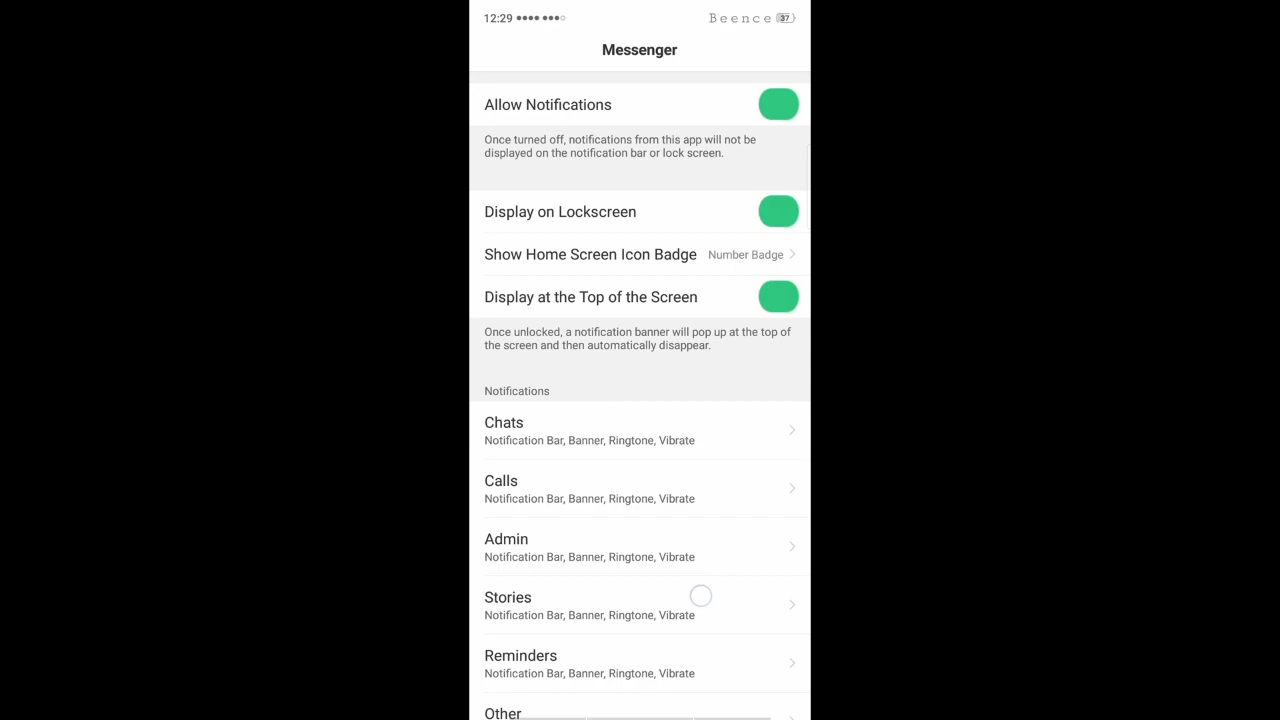 12:29
Beence 37
Messenger
Allow Notifications
Once turned off, notifications from this app will not be
displayed on the notification bar or lock screen.
Display on Lockscreen
Show Home Screen Icon Badge Number Badge
Display at the Top of the Screen
Once unlocked, a notification banner will pop up at the top of
the screen and then automatically disappear.
Notifications
Chats
Notification Bar, Banner, Ringtone, Vibrate
Calls
Notification Bar, Banner, Ringtone, Vibrate
Admin
Notification Bar, Banner, Ringtone, Vibrate
Stories
Notification Bar, Banner, Ringtone, Vibrate
Reminders
Notification Bar, Banner, Ringtone, Vibrate
Other